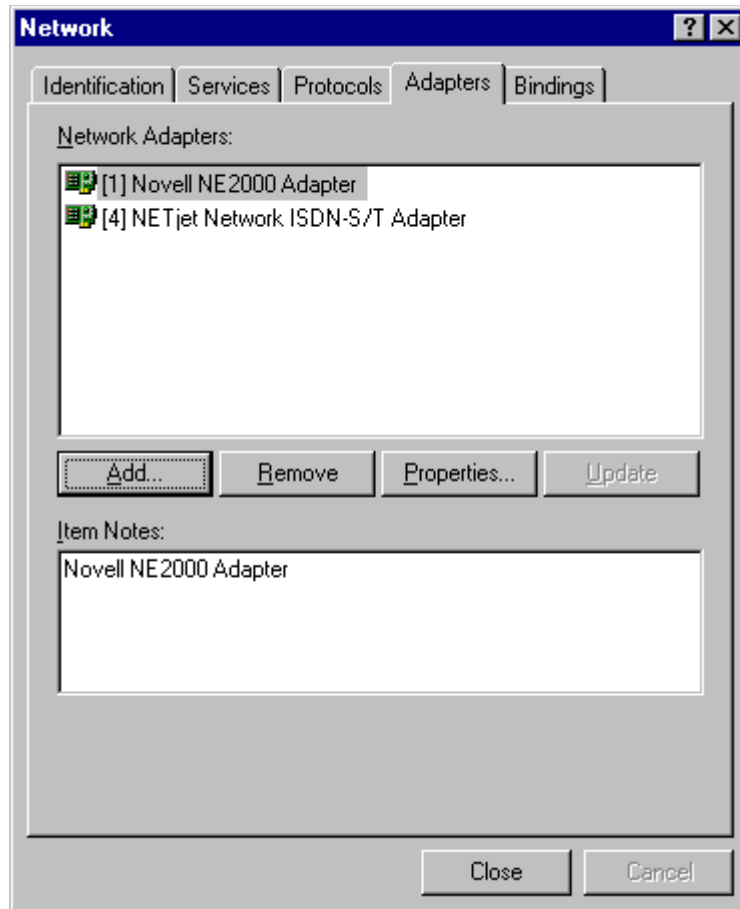 Network
Identification Services Protocols Adapters Bindings
Network Adapters:
[1] Novell NE2000 Adapter
[4] NETjet Network ISDN-S/T Adapter
Add... Remove Properties... Update
Item Notes:
Novell NE2000 Adapter
Close Cancel